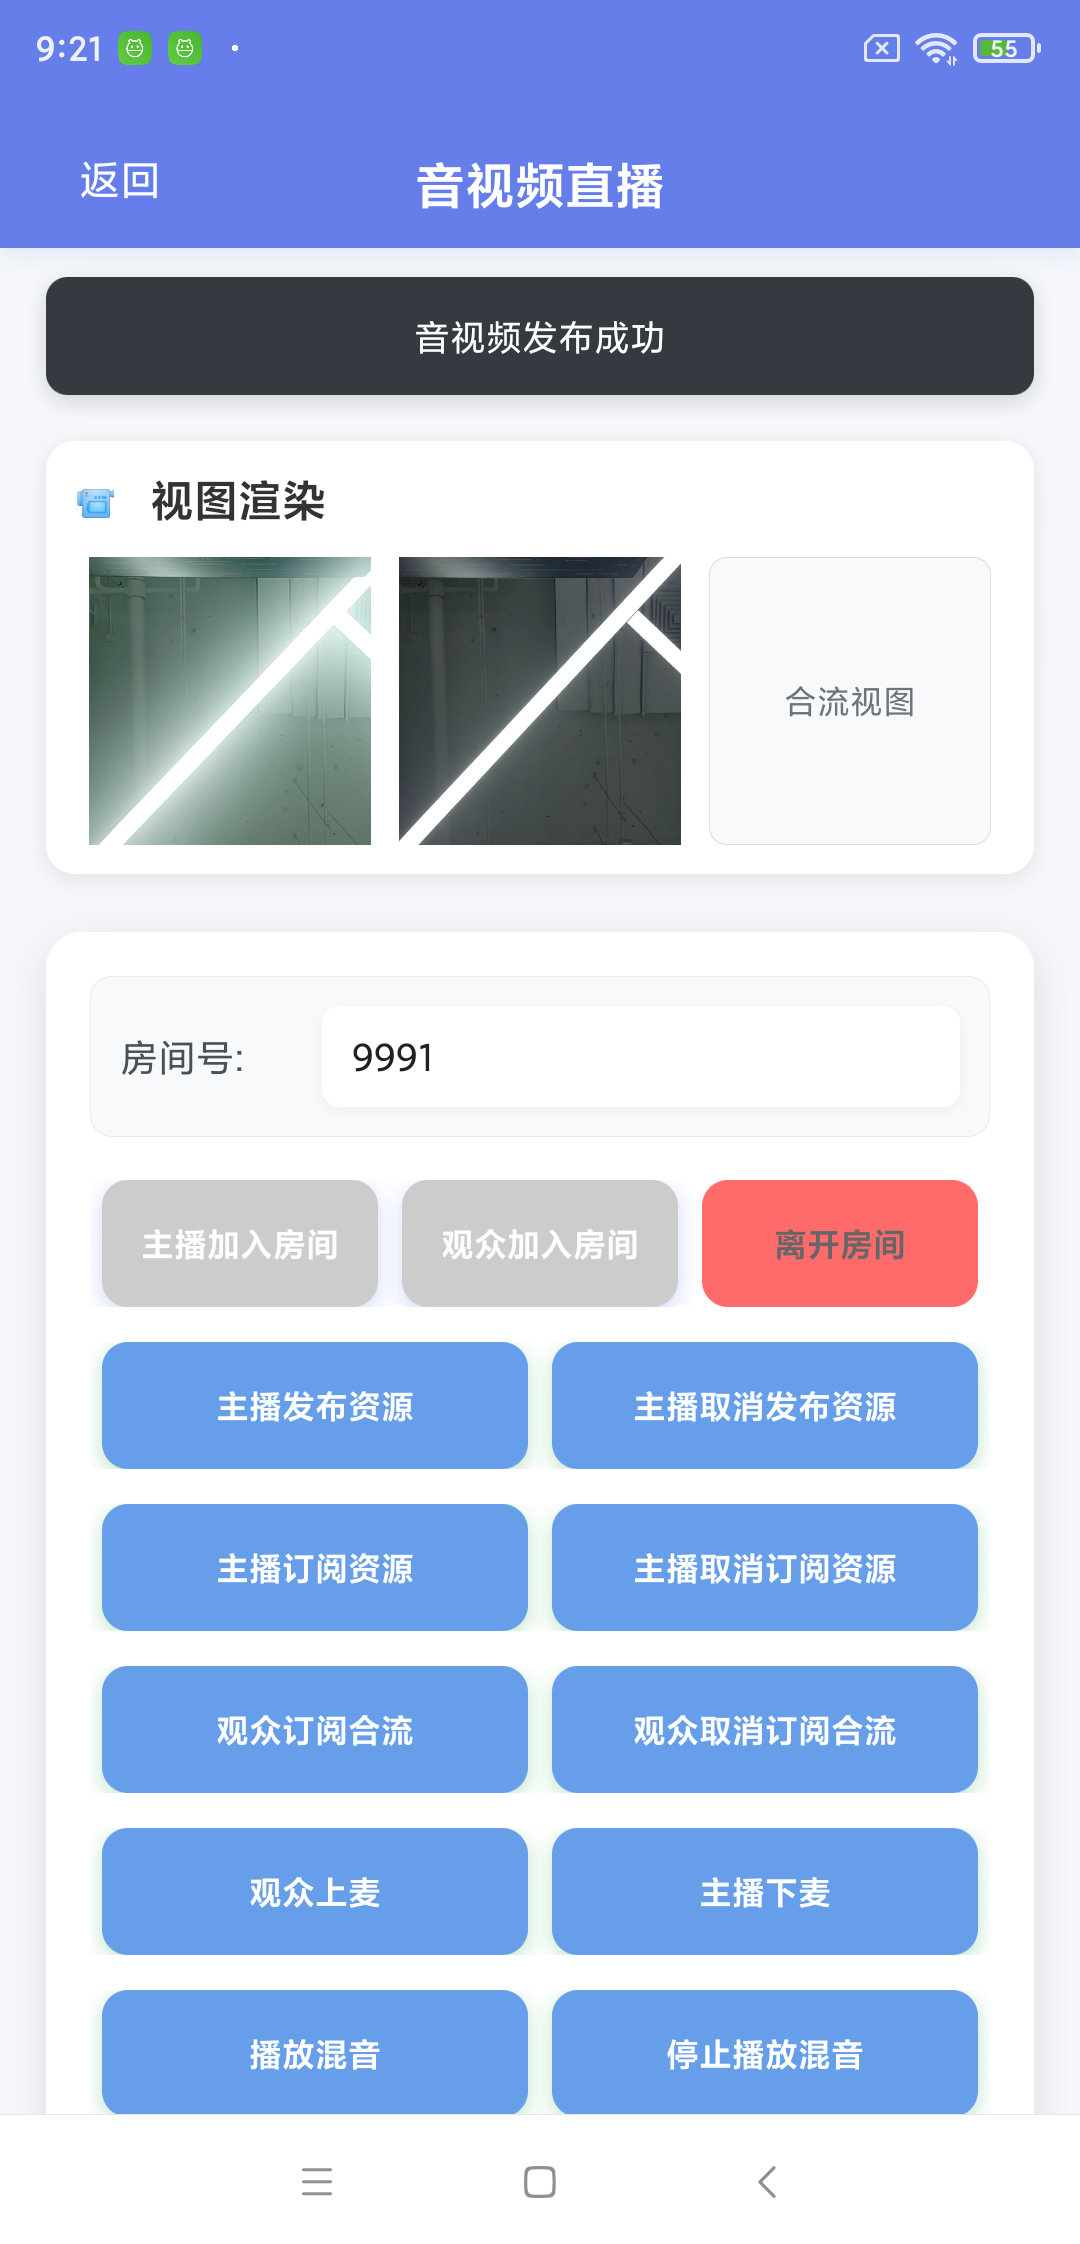 9:21
55
返回
音视频直播
音视频发布成功
视图渲染
合流视图
房间号:
9991
主播加入房间
观众加入房间
离开房间
主播发布资源
主播取消发布资源
主播订阅资源
主播取消订阅资源
观众订阅合流
观众取消订阅合流
观众上麦
主播下麦
播放混音
停止播放混音